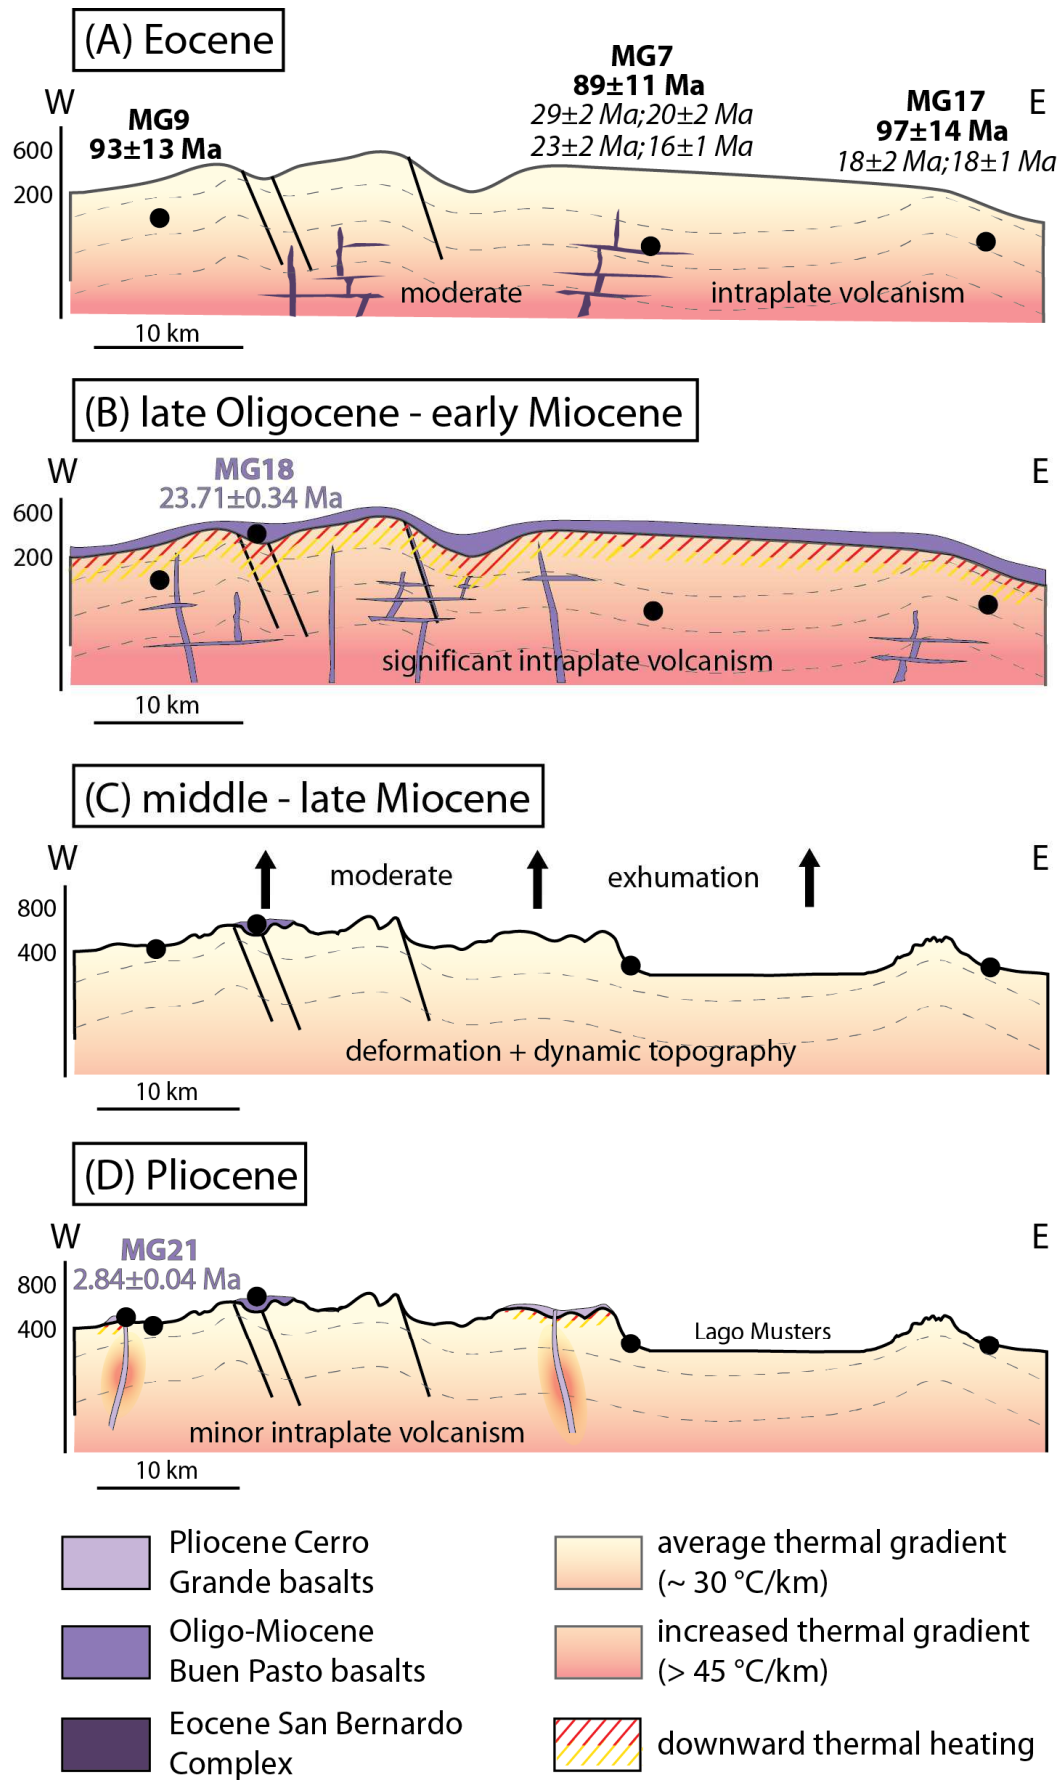 (A) Eocene
W
E
MG9
93±13 Ma
MG7
89±11 Ma
29±2 Ma;20±2 Ma
23±2 Ma;16±1 Ma
MG17
97±14 Ma
18±2 Ma;18±1 Ma
600
200
moderate
intraplate volcanism
10 km
(B) late Oligocene - early Miocene
W
E
MG18
23.71±0.34 Ma
600
200
significant intraplate volcanism
10 km
(C) middle - late Miocene
W
E
moderate
exhumation
800
400
deformation + dynamic topography
10 km
(D) Pliocene
W
E
MG21
2.84±0.04 Ma
800
400
Lago Musters
minor intraplate volcanism
10 km
Pliocene Cerro
Grande basalts
Oligo-Miocene
Buen Pasto basalts
Eocene San Bernardo
Complex
average thermal gradient
(~ 30 °C/km)
increased thermal gradient
(> 45 °C/km)
downward thermal heating